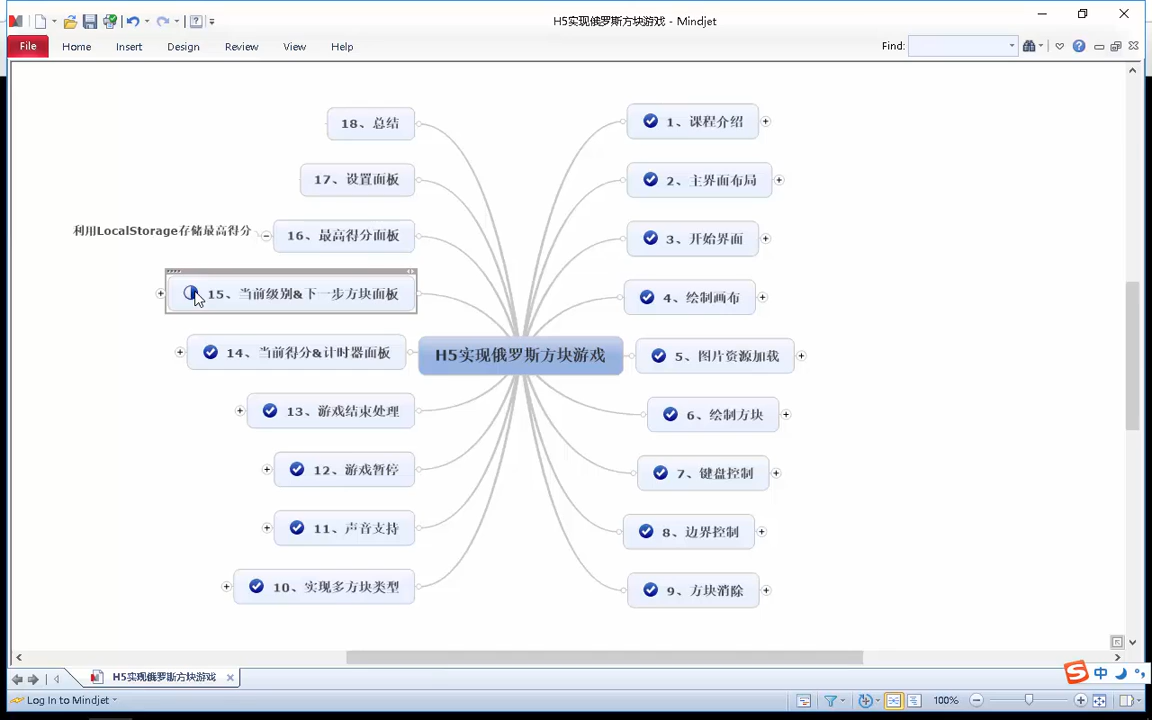 H5实现俄罗斯方块游戏 - Mindjet
File
Home
Insert
Design
Review
View
Help
Find:
18、总结
17、设置面板
利用LocalStorage存储最高得分
16、最高得分面板
15、当前级别&下一步方块面板
14、当前得分&计时器面板
13、游戏结束处理
12、游戏暂停
11、声音支持
10、实现多方块类型
H5实现俄罗斯方块游戏
1、课程介绍
2、主界面布局
3、开始界面
4、绘制画布
5、图片资源加载
6、绘制方块
7、键盘控制
8、边界控制
9、方块消除
H5实现俄罗斯方块游戏
中
Log In to Mindjet
100%